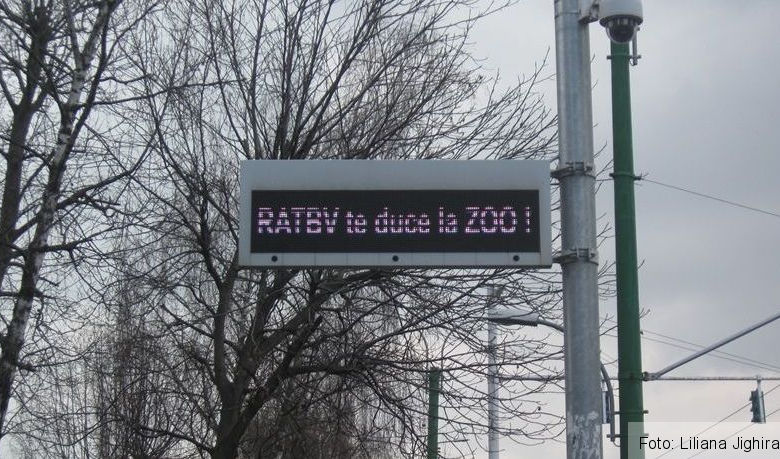 RATBV te duce la ZOO !
Foto: Liliana Jighira